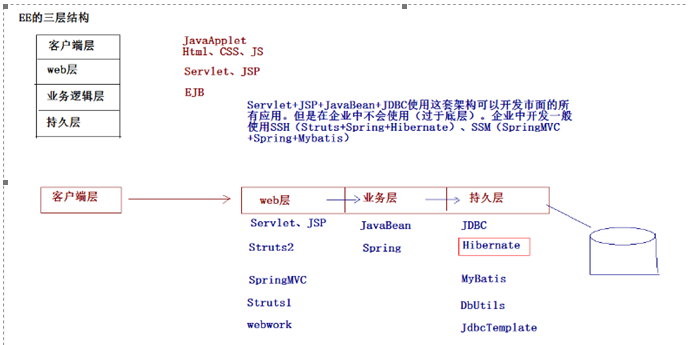 EE的三层结构
客户端层
JavaApplet
Html、CSS、JS
web层
Servlet、JSP
业务逻辑层
EJB
持久层
Servlet+JSP+JavaBean+JDBC使用这套架构可以开发市面的所
有应用。但是在企业中不会使用（过于底层）。企业中开发一般
使用SSH（Struts+Spring+Hibernate）、SSM（SpringMVC
+Spring+Mybatis）
客户端层
web层
业务层
持久层
Servlet、JSP
JavaBean
JDBC
Struts2
Spring
Hibernate
SpringMVC
MyBatis
Struts1
DbUtils
webwork
JdbcTemplate